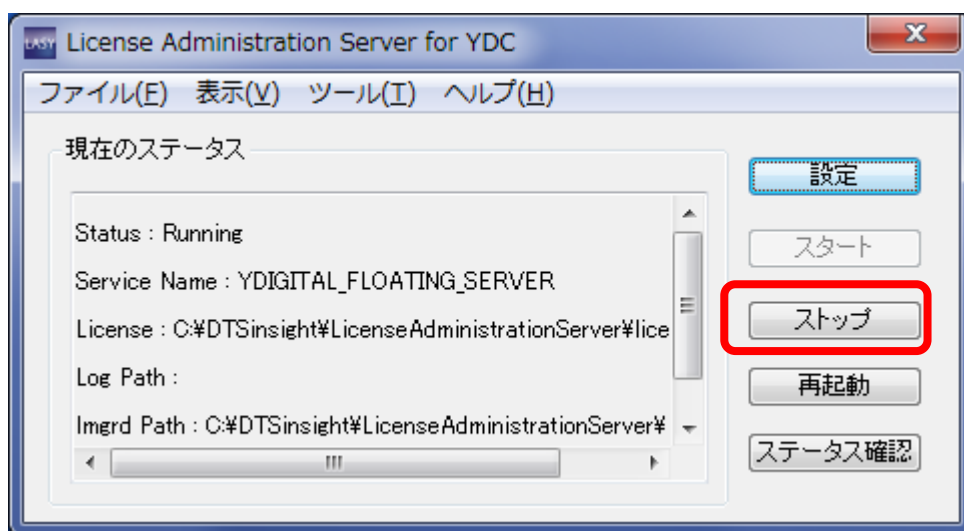 LASY License Administration Server for YDC
ファイル(F) 表示(V) ツール(T) ヘルプ(H)
現在のステータス
Status : Running
Service Name : YDIGITAL_FLOATING_SERVER
License : C:¥DTSinsight¥LicenseAdministrationServer¥lice
Log Path :
lmgrd Path : C:¥DTSinsight¥LicenseAdministrationServer¥
設定
スタート
ストップ
再起動
ステータス確認